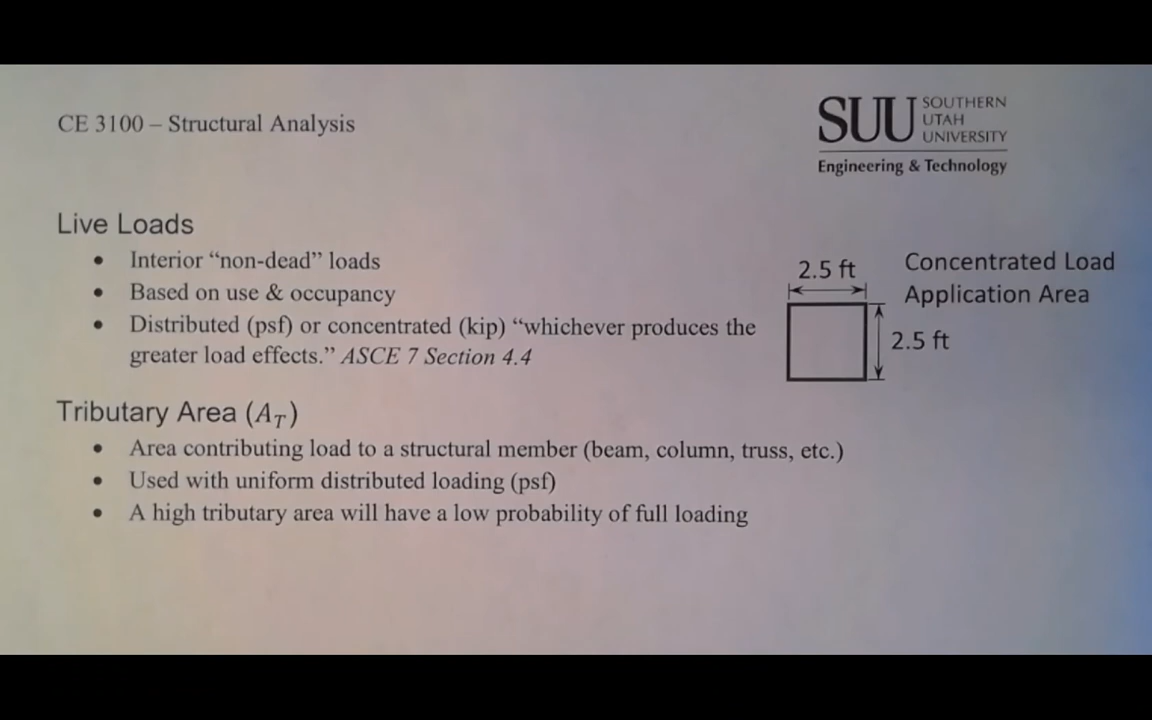 CE 3100 – Structural Analysis
SUU SOUTHERN
UTAH
UNIVERSITY
Engineering & Technology
Live Loads
• Interior “non-dead” loads
• Based on use & occupancy
• Distributed (psf) or concentrated (kip) “whichever produces the
greater load effects.” ASCE 7 Section 4.4
2.5 ft
Concentrated Load
Application Area
2.5 ft
Tributary Area (A_T)
• Area contributing load to a structural member (beam, column, truss, etc.)
• Used with uniform distributed loading (psf)
• A high tributary area will have a low probability of full loading